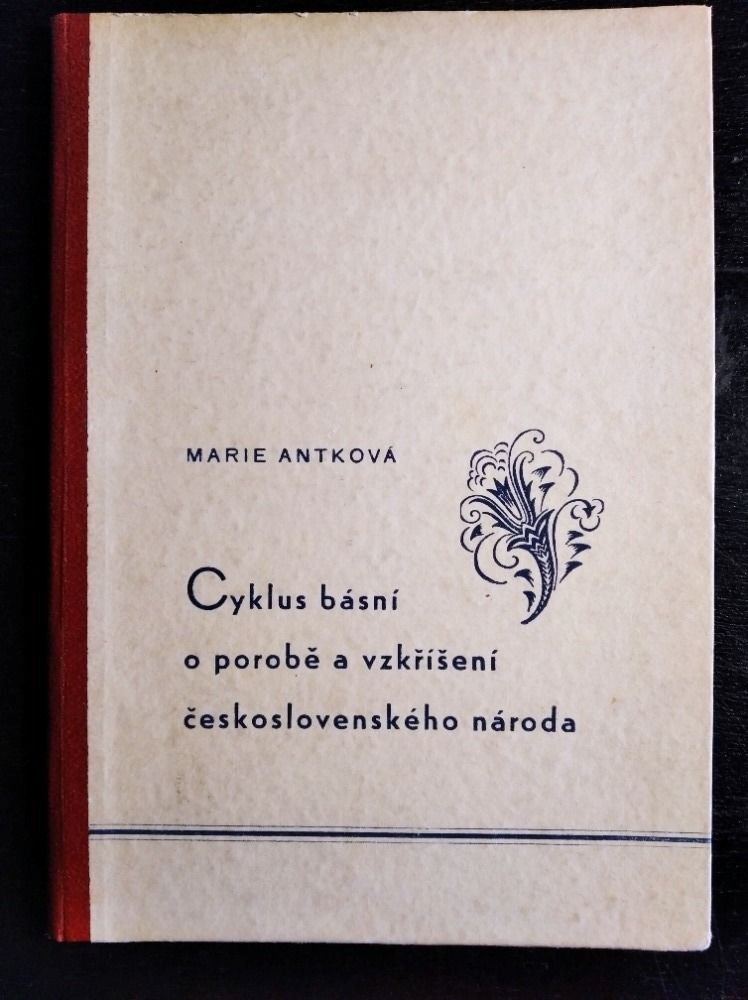 MARIE ANTKOVÁ
Cyklus básní
o porobě a vzkříšení
československého národa